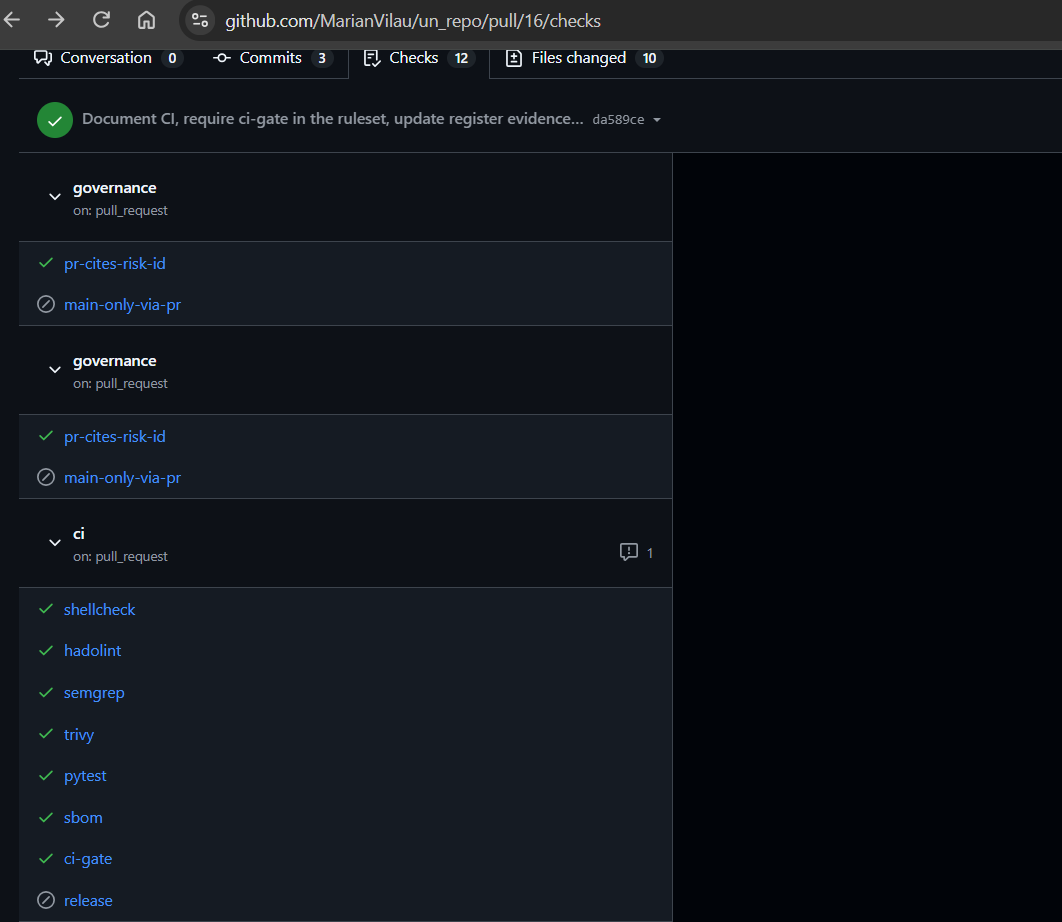 github.com/MarianVilau/un_repo/pull/16/checks
Conversation 0 Commits 3 Checks 12 Files changed 10
Document CI, require ci-gate in the ruleset, update register evidence... da589ce
governance
on: pull_request
pr-cites-risk-id
main-only-via-pr
governance
on: pull_request
pr-cites-risk-id
main-only-via-pr
ci
on: pull_request
1
shellcheck
hadolint
semgrep
trivy
pytest
sbom
ci-gate
release